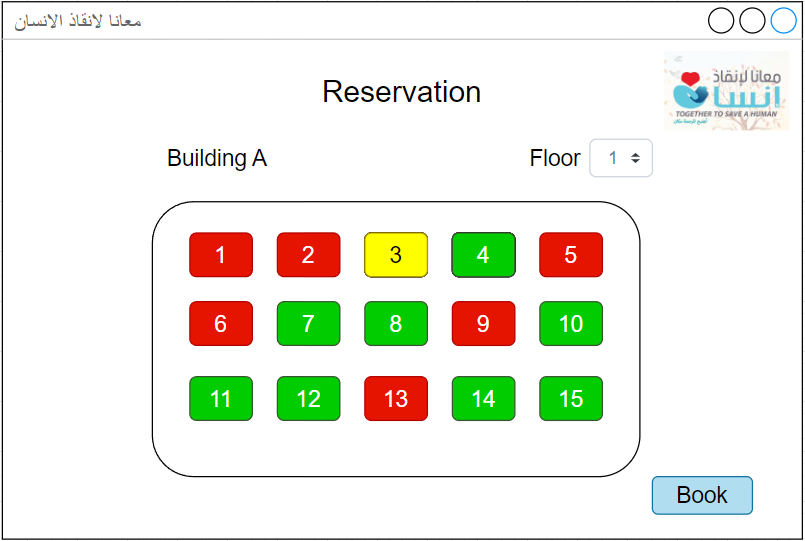 معانا لانقاذ الانسان
Reservation
معانا لإنقاذ
إنسان
TOGETHER TO SAVE A HUMAN
Building A
Floor 1
1 2 3 4 5
6 7 8 9 10
11 12 13 14 15
Book